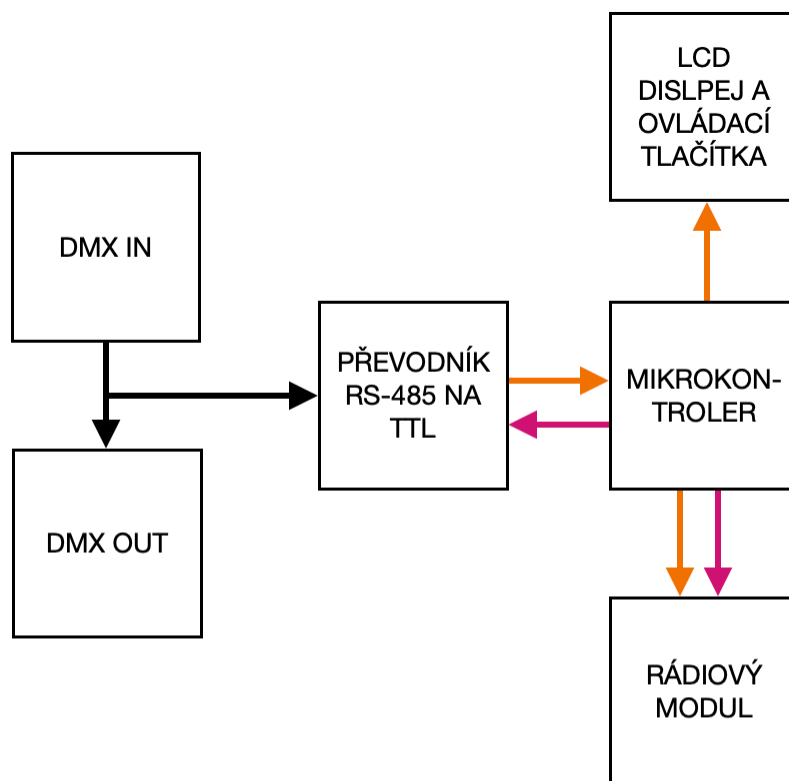 LCD
DISLPEJ A
OVLÁDACÍ
TLAČÍTKA
DMX IN
PŘEVODNÍK
RS-485 NA
TTL
MIKROKON-
TROLER
DMX OUT
RÁDIOVÝ
MODUL